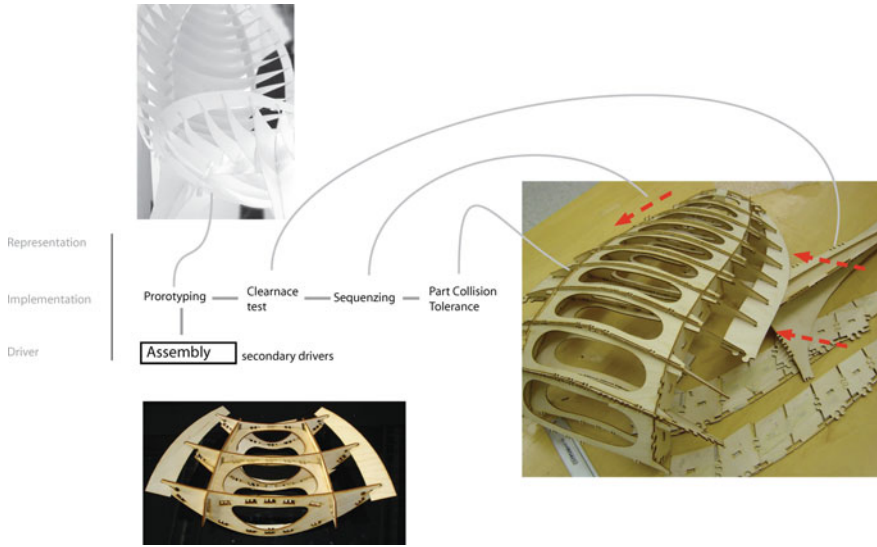 Representation
Implementation
Driver
Prorotyping
Clearnace
test
Sequenzing
Part Collision
Tolerance
Assembly
secondary drivers